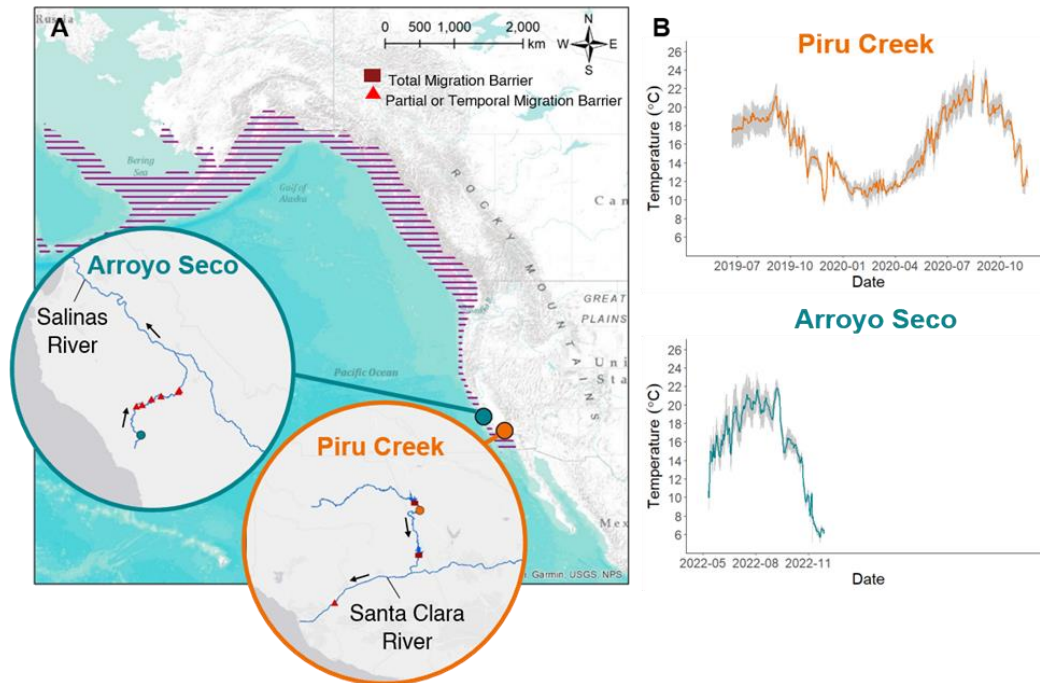 A
Russia
0 500 1,000 2,000
km
N
W E
S
Total Migration Barrier
Partial or Temporal Migration Barrier
Bering
Sea
Gulf of
Alaska
ROCKY MOUNTAINS
Can
GREAT
PLAINS
Uni
Sta
Pacific Ocean
Mex
Garmin, USGS, NPS
Arroyo Seco
Salinas
River
Piru Creek
Santa Clara
River
B
Piru Creek
Temperature (°C)
26
24
22
20
18
16
14
12
10
8
6
2019-07 2019-10 2020-01 2020-04 2020-07 2020-10
Date
Arroyo Seco
Temperature (°C)
26
24
22
20
18
16
14
12
10
8
6
2022-05 2022-08 2022-11
Date